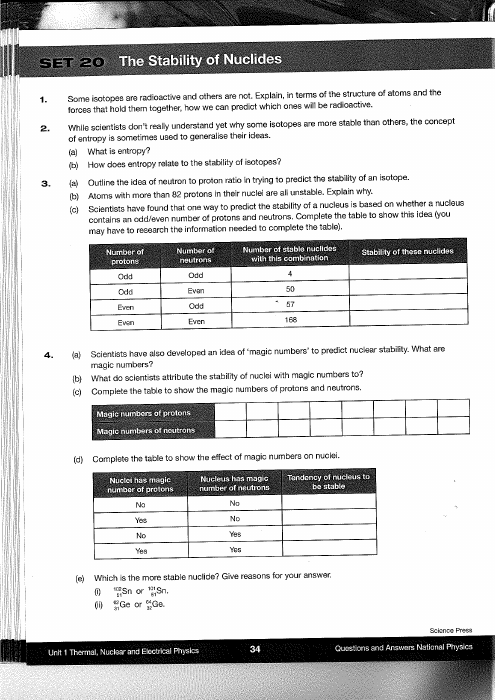 SET 20 The Stability of Nuclides
1. Some isotopes are radioactive and others are not. Explain, in terms of the structure of atoms and the
forces that hold them together, how we can predict which ones will be radioactive.
2. While scientists don't really understand yet why some isotopes are more stable than others, the concept
of entropy is sometimes used to generalise their ideas.
(a) What is entropy?
(b) How does entropy relate to the stability of isotopes?
3. (a) Outline the idea of neutron to proton ratio in trying to predict the stability of an isotope.
(b) Atoms with more than 82 protons in their nuclei are all unstable. Explain why.
(c) Scientists have found that one way to predict the stability of a nucleus is based on whether a nucleus
contains an odd/even number of protons and neutrons. Complete the table to show this idea (you
may have to research the information needed to complete the table).
Number of protons Number of neutrons Number of stable nuclides with this combination Stability of these nuclides
Odd Odd 4
Odd Even 50
Even Odd 57
Even Even 168
4. (a) Scientists have also developed an idea of 'magic numbers' to predict nuclear stability. What are
magic numbers?
(b) What do scientists attribute the stability of nuclei with magic numbers to?
(c) Complete the table to show the magic numbers of protons and neutrons.
Magic numbers of protons
Magic numbers of neutrons
(d) Complete the table to show the effect of magic numbers on nuclei.
Nuclei has magic number of protons Nucleus has magic number of neutrons Tendency of nucleus to be stable
No No
Yes No
No Yes
Yes Yes
(e) Which is the more stable nuclide? Give reasons for your answer.
(i) Sn or Sn.
(ii) Ge or Ge.
Science Press
Unit 1 Thermal, Nuclear and Electrical Physics 34 Questions and Answers National Physics